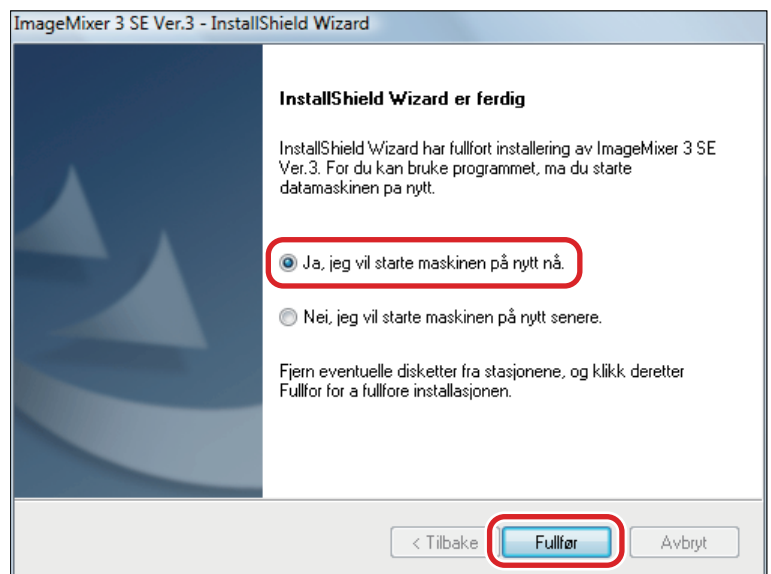 ImageMixer 3 SE Ver.3 - InstallShield Wizard
InstallShield Wizard er ferdig
InstallShield Wizard har fullfort installering av ImageMixer 3 SE
Ver.3. For du kan bruke programmet, ma du starte
datamaskinen pa nytt.
Ja, jeg vil starte maskinen på nytt nå.
Nei, jeg vil starte maskinen på nytt senere.
Fjern eventuelle disketter fra stasjonene, og klikk deretter
Fullfor for a fullfore installasjonen.
< Tilbake
Fullfør
Avbryt